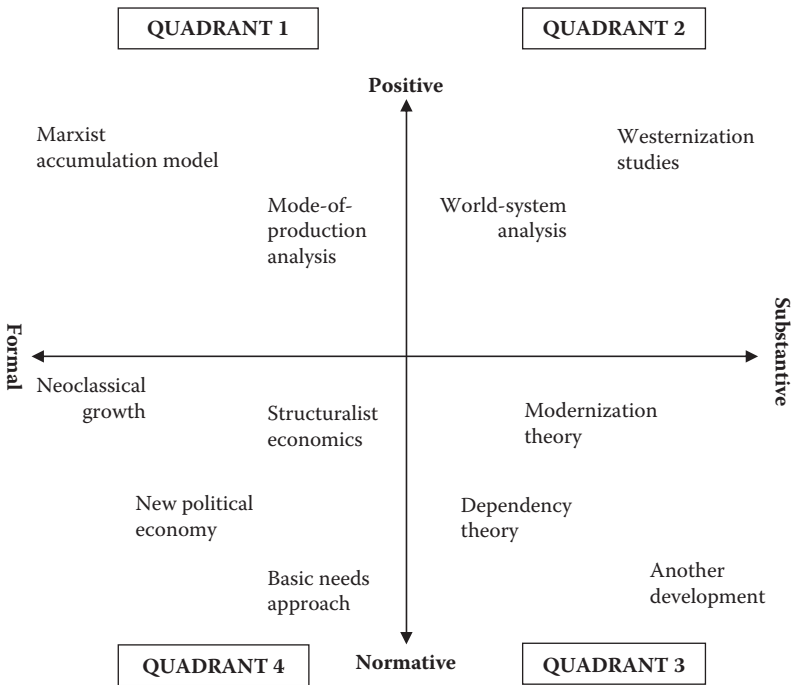 QUADRANT 1
QUADRANT 2
Positive
Marxist
accumulation model
Westernization
studies
Mode-of-
production
analysis
World-system
analysis
Formal
Substantive
Neoclassical
growth
Structuralist
economics
Modernization
theory
New political
economy
Dependency
theory
Basic needs
approach
Another
development
QUADRANT 4
Normative
QUADRANT 3